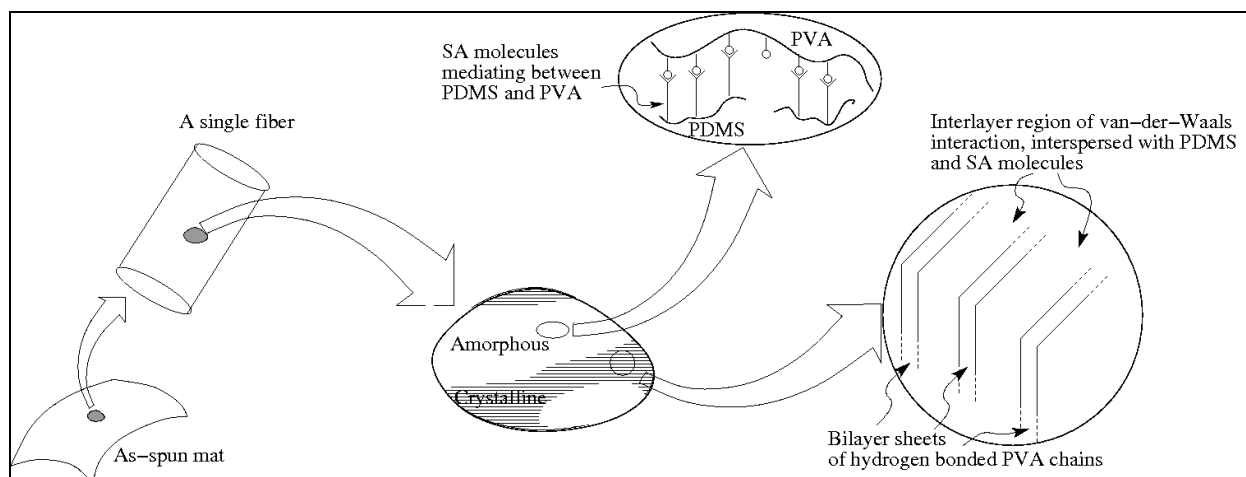 SA molecules
mediating between
PDMS and PVA
PVA
PDMS
A single fiber
Interlayer region of van-der-Waals
interaction, interspersed with PDMS
and SA molecules
Amorphous
Crystalline
As-spun mat
Bilayer sheets
of hydrogen bonded PVA chains